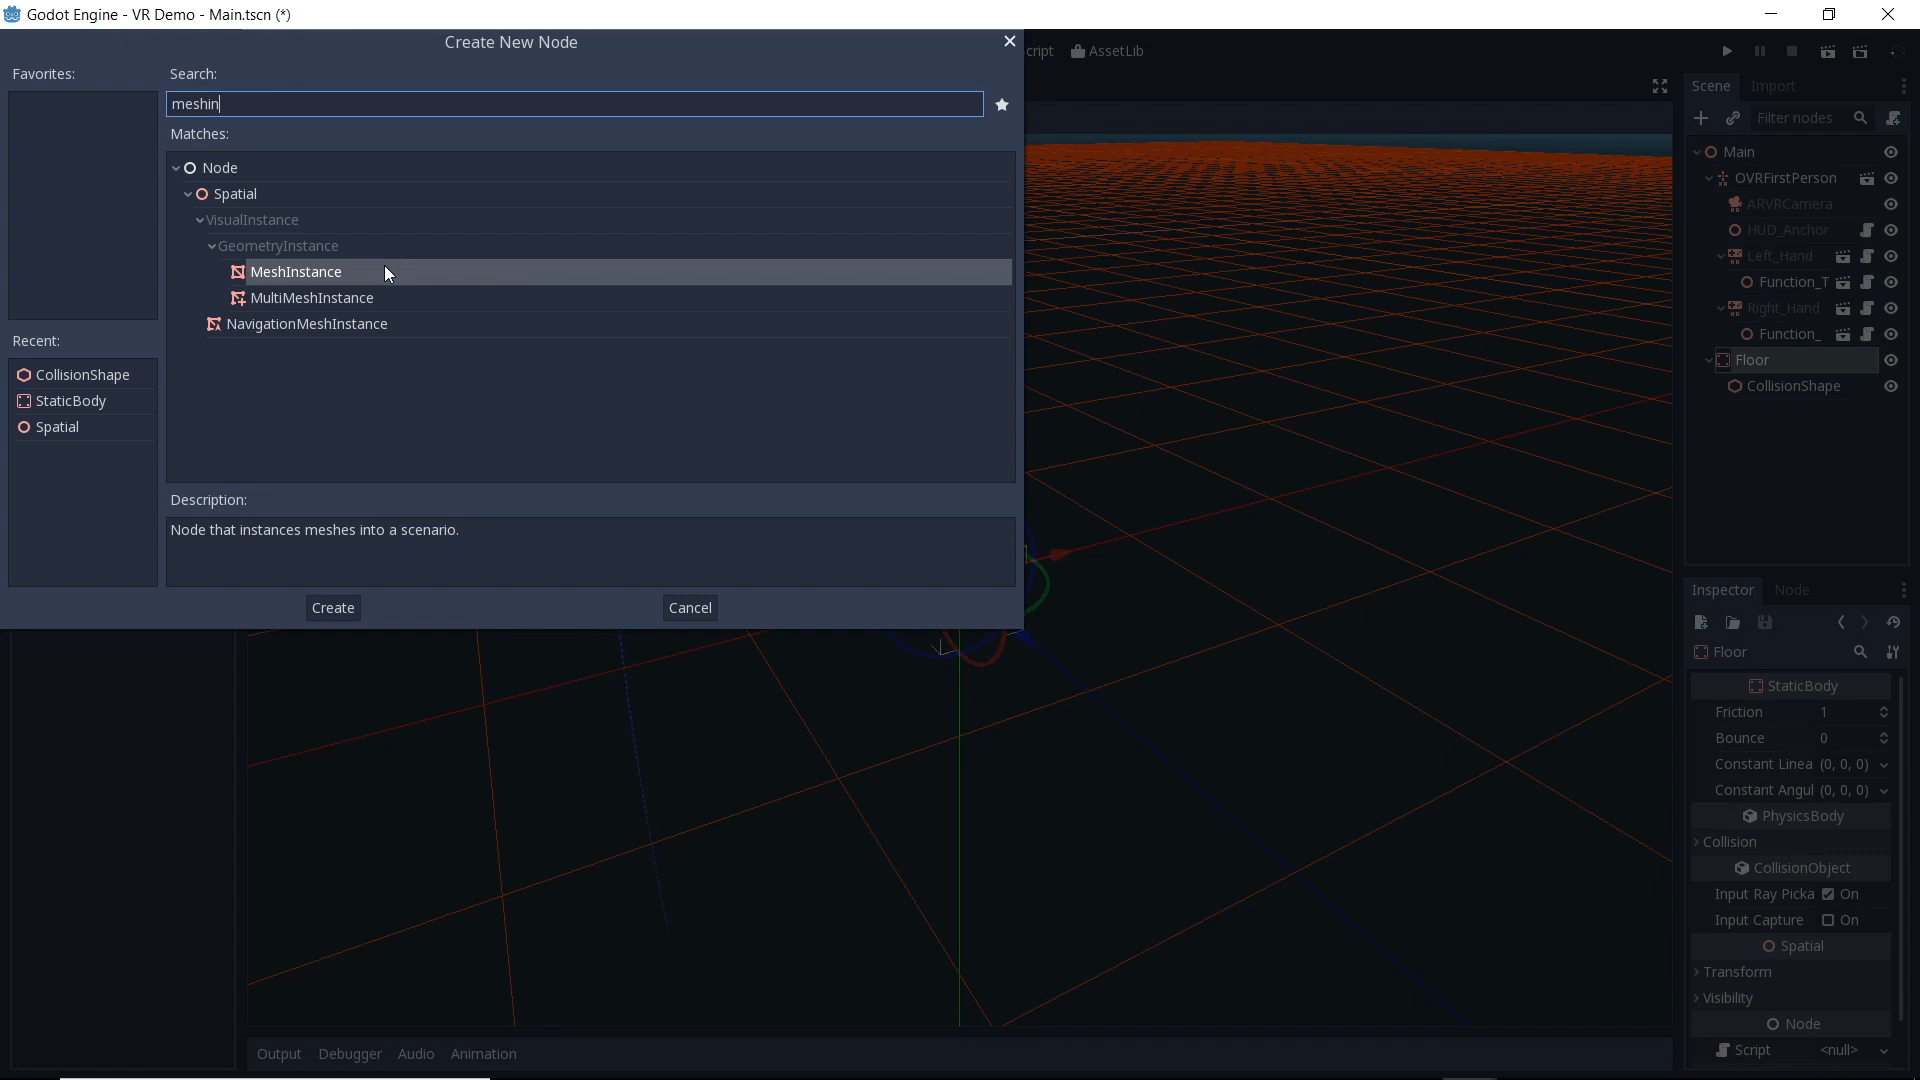 Godot Engine - VR Demo - Main.tscn (*)
Create New Node
Favorites:
Search:
meshin
Matches:
Node
Spatial
VisualInstance
GeometryInstance
MeshInstance
MultiMeshInstance
NavigationMeshInstance
Recent:
CollisionShape
StaticBody
Spatial
Description:
Node that instances meshes into a scenario.
Create
Cancel
cript
AssetLib
Scene
Import
Filter nodes
Main
OVRFirstPerson
ARVRCamera
HUD_Anchor
Left_Hand
Function_T
Right_Hand
Function_
Floor
CollisionShape
Inspector
Node
Floor
StaticBody
Friction 1
Bounce 0
Constant Linea (0, 0, 0)
Constant Angul (0, 0, 0)
PhysicsBody
Collision
CollisionObject
Input Ray Picka On
Input Capture On
Spatial
Transform
Visibility
Node
Script <null>
Output Debugger Audio Animation